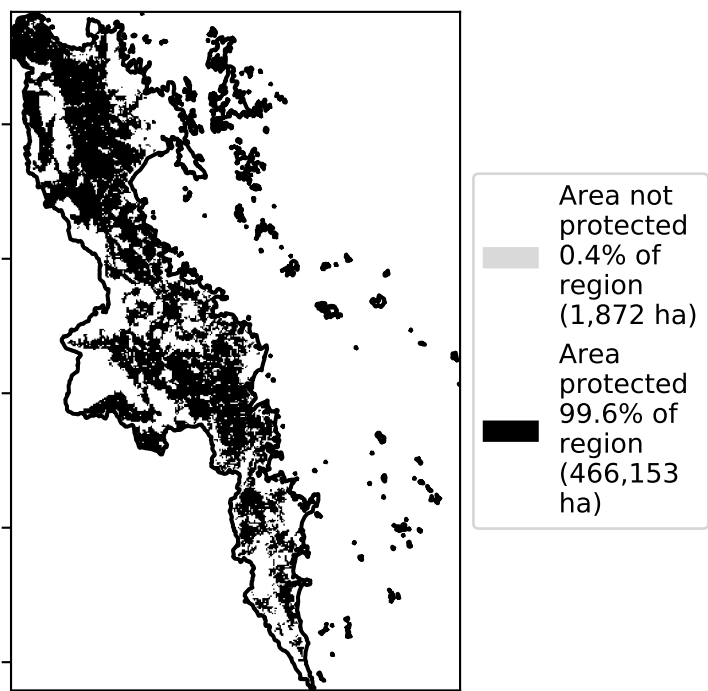 Area not
protected
0.4% of
region
(1,872 ha)
Area
protected
99.6% of
region
(466,153
ha)